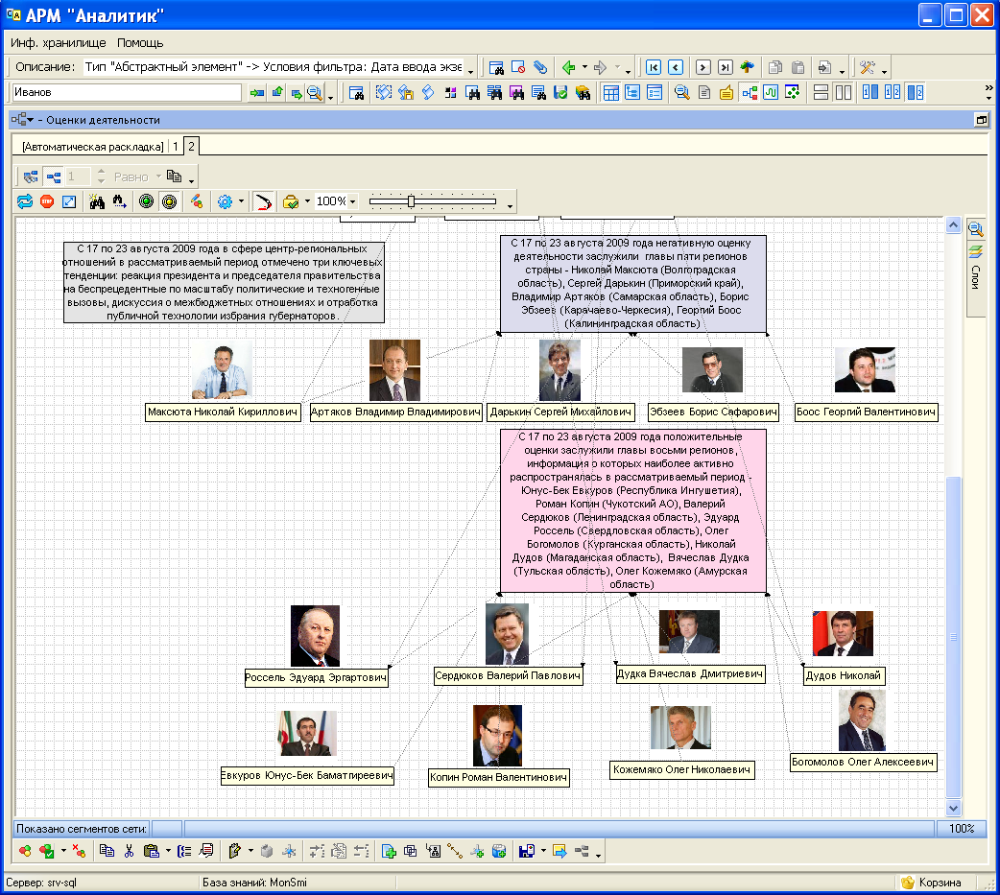 АРМ "Аналитик"
Инф. хранилище Помощь
Описание: Тип "Абстрактный элемент" -> Условия фильтра: Дата ввода экзе
Иванов
- Оценки деятельности
[Автоматическая раскладка] 1 2
1 Равно
100%
С 17 по 23 августа 2009 года в сфере центр-региональных
отношений в рассматриваемый период отмечено три ключевых
тенденции: реакция президента и председателя правительства
на беспрецедентные по масштабу политические и техногенные
вызовы, дискуссия о межбюджетных отношениях и отработка
публичной технологии избрания губернаторов.
С 17 по 23 августа 2009 года негативную оценку
деятельности заслужили главы пяти регионов
страны - Николай Максюта (Волгоградская
область), Сергей Дарькин (Приморский край),
Владимир Артяков (Самарская область), Борис
Эбзеев (Карачаево-Черкесия), Георгий Боос
(Калининградская область)
Слои
Максюта Николай Кириллович
Артяков Владимир Владимирович
Дарькин Сергей Михайлович
Эбзеев Борис Сафарович
Боос Георгий Валентинович
С 17 по 23 августа 2009 года положительные
оценки заслужили главы восьми регионов,
информация о которых наиболее активно
распространялась в рассматриваемый период -
Юнус-Бек Евкуров (Республика Ингушетия),
Роман Копин (Чукотский АО), Валерий
Сердюков (Ленинградская область), Эдуард
Россель (Свердловская область), Олег
Богомолов (Курганская область), Николай
Дудов (Магаданская область), Вячеслав Дудка
(Тульская область), Олег Кожемяко (Амурская
область)
Россель Эдуард Эргартович
Сердюков Валерий Павлович
Дудка Вячеслав Дмитриевич
Дудов Николай
Евкуров Юнус-Бек Баматгиреевич
Копин Роман Валентинович
Кожемяко Олег Николаевич
Богомолов Олег Алексеевич
Показано сегментов сети:
100%
Сервер: srv-sql
База знаний: MonSmi
Корзина